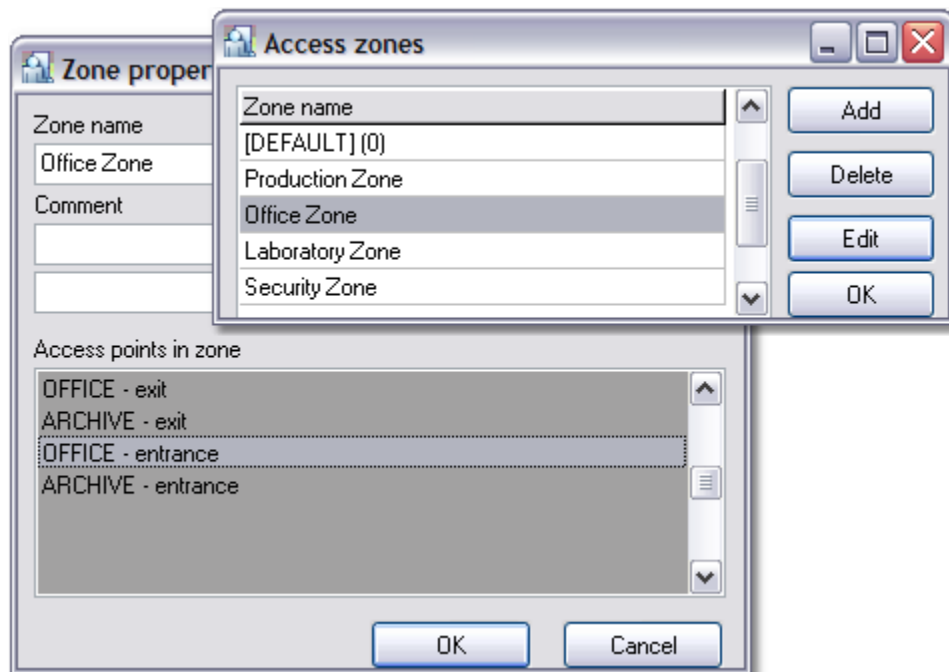 Access zones
Zone name
[DEFAULT] (0)
Production Zone
Office Zone
Laboratory Zone
Security Zone
Add
Delete
Edit
OK
Zone proper
Zone name
Office Zone
Comment
Access points in zone
OFFICE - exit
ARCHIVE - exit
OFFICE - entrance
ARCHIVE - entrance
OK
Cancel